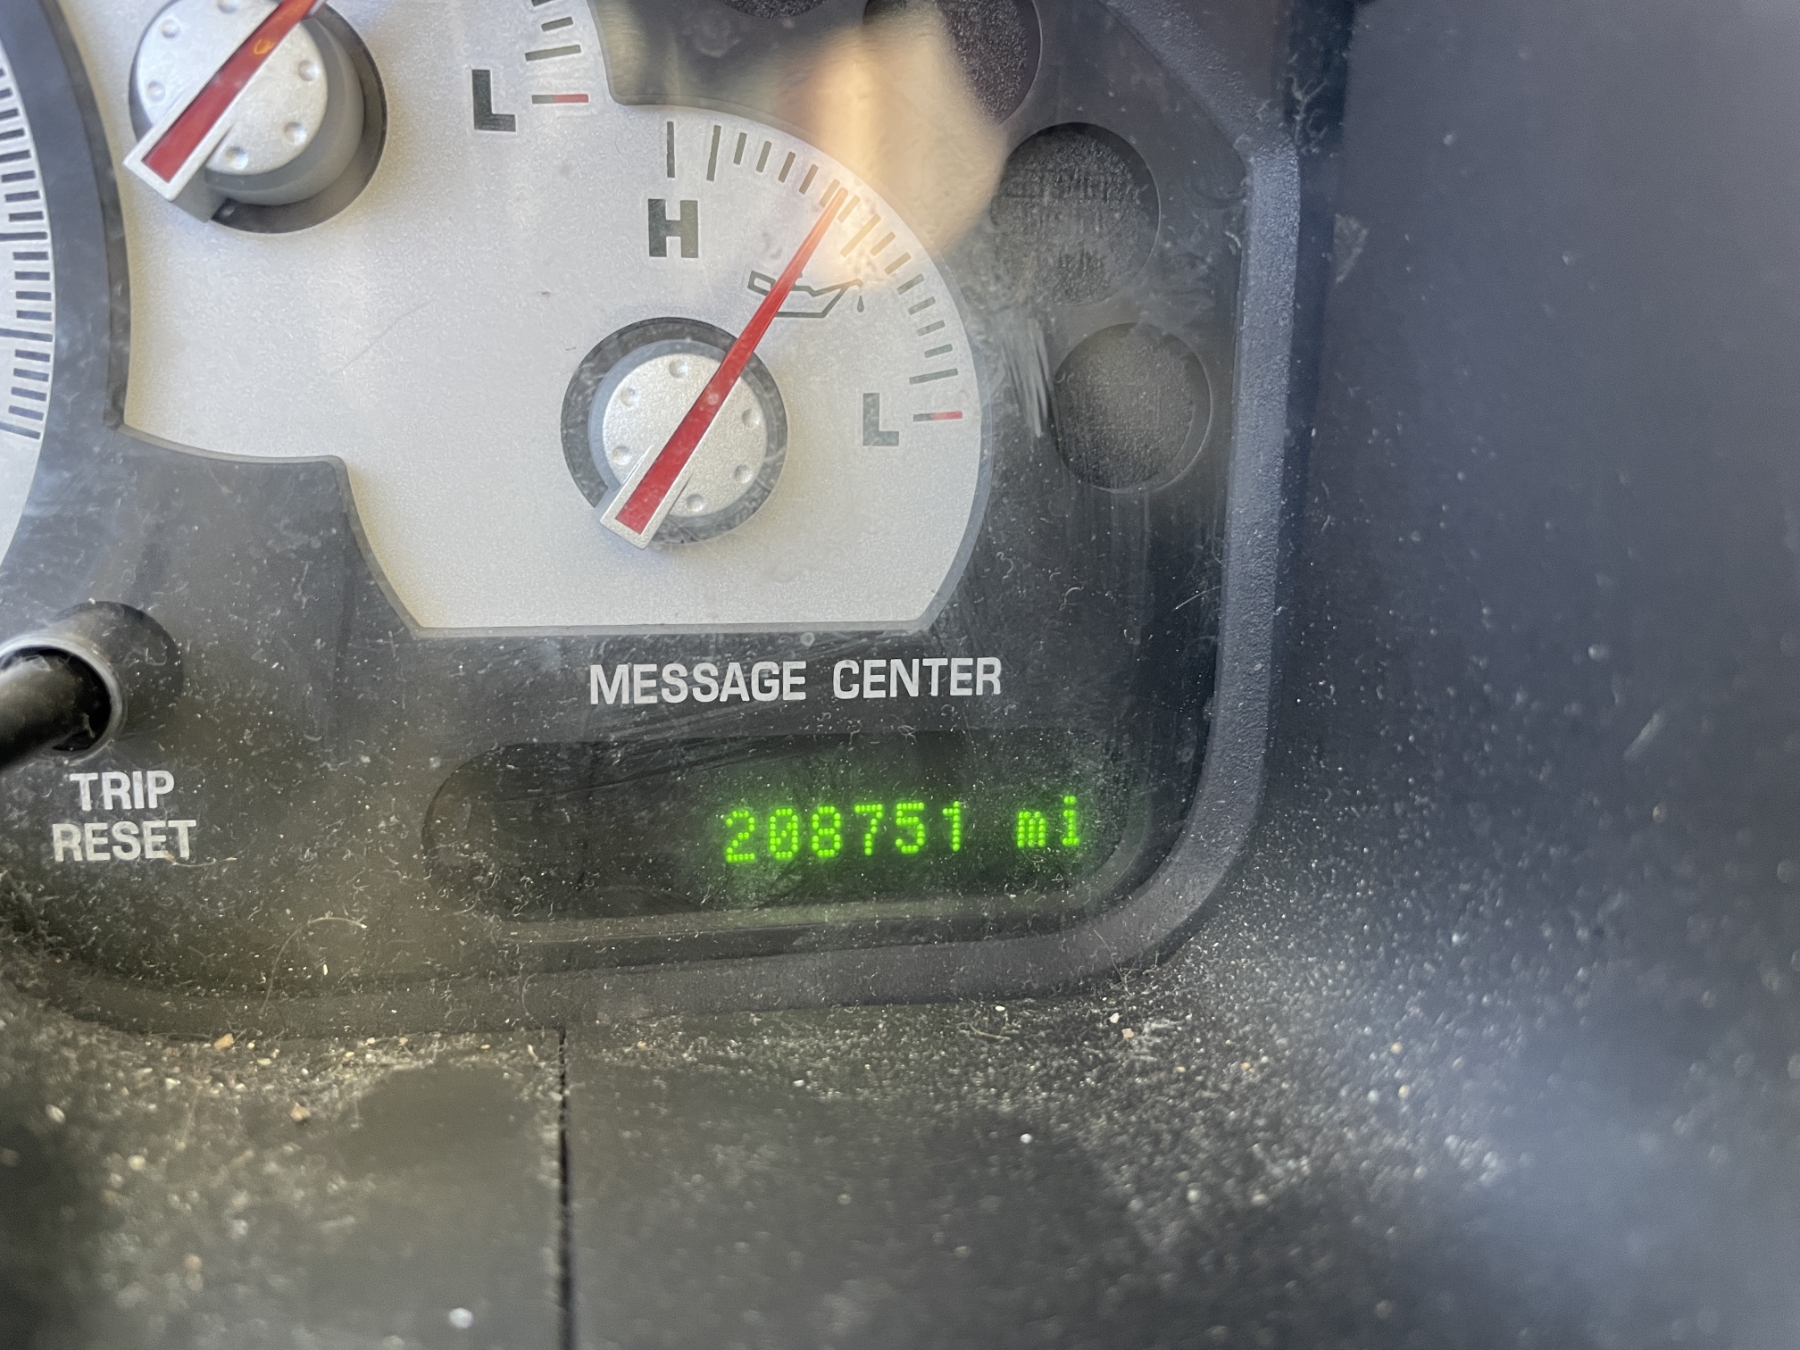 L
H
L
MESSAGE CENTER
TRIP
RESET
208751 mi